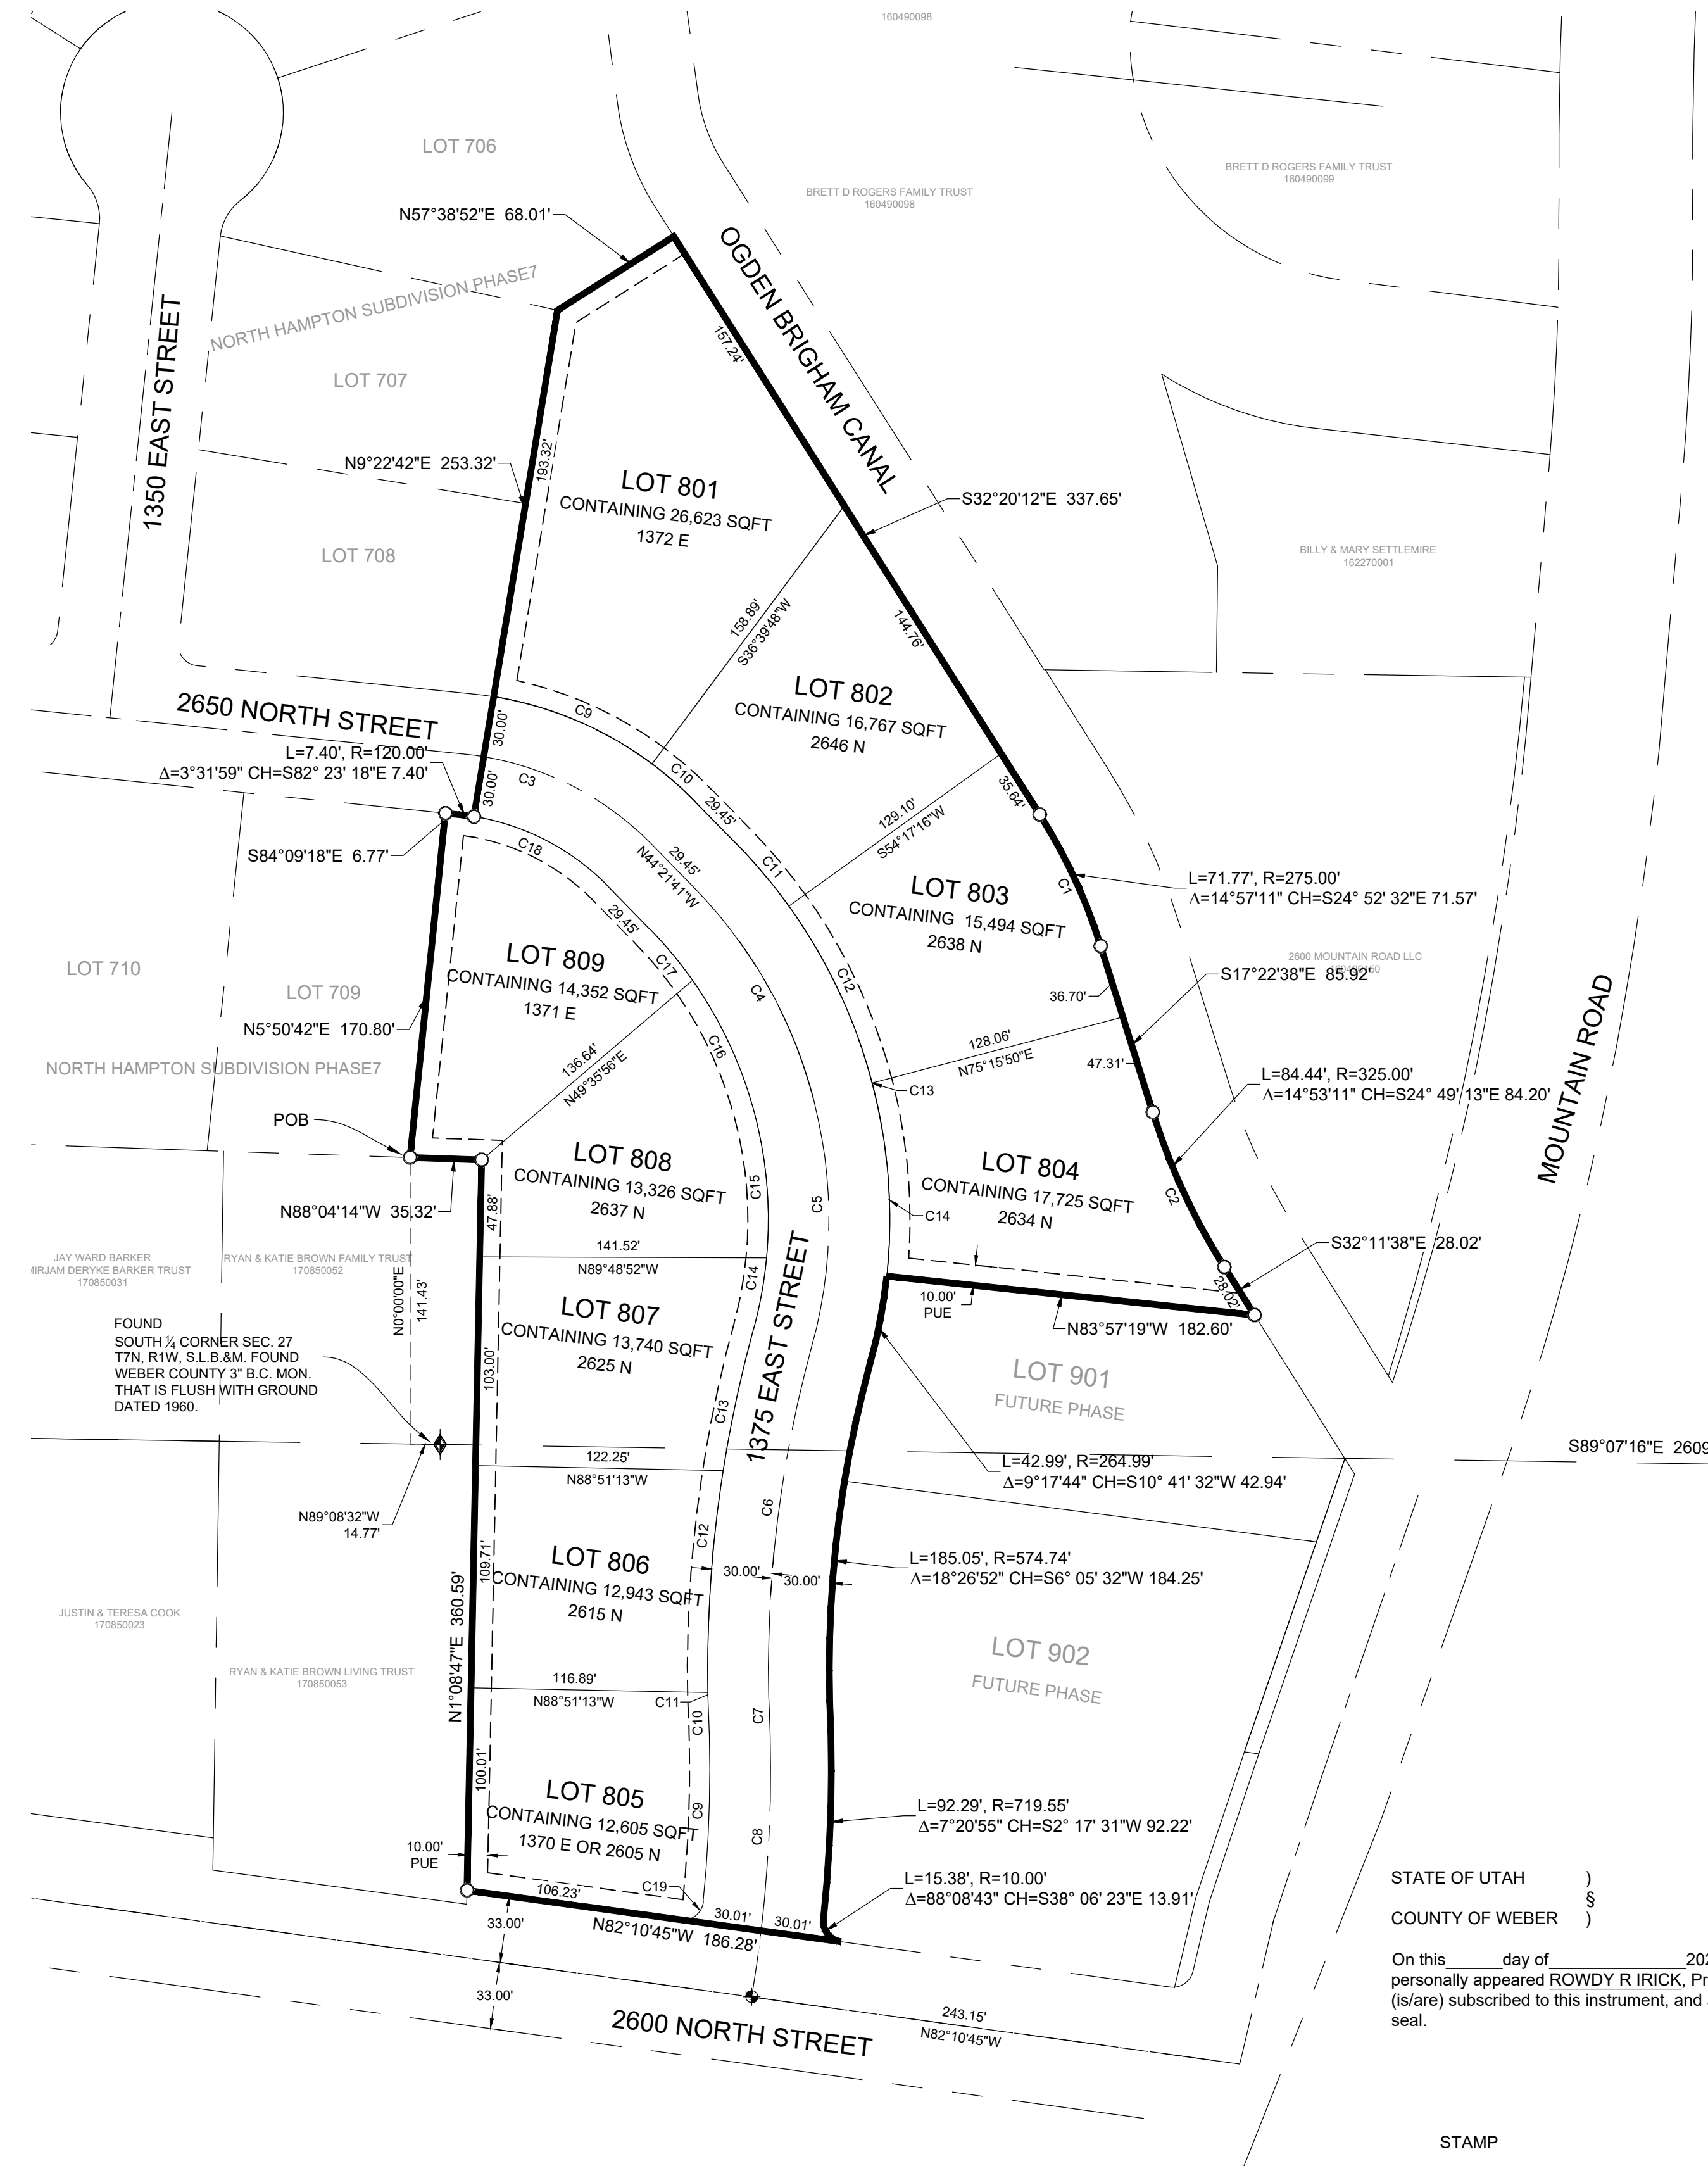 160490098
LOT 706
BRETT D ROGERS FAMILY TRUST
160490099
BRETT D ROGERS FAMILY TRUST
160490098
N57°38'52"E 68.01'
OGDEN BRIGHAM CANAL
NORTH HAMPTON SUBDIVISION PHASE7
1350 EAST STREET
157.24'
LOT 707
N9°22'42"E 253.32'
193.32'
LOT 801
CONTAINING 26,623 SQFT
1372 E
S32°20'12"E 337.65'
LOT 708
BILLY & MARY SETTLEMIRE
162270001
158.89'
S36°39'48"W
144.76'
LOT 802
CONTAINING 16,767 SQFT
2646 N
2650 NORTH STREET
C9
30.00'
L=7.40', R=120.00'
Δ=3°31'59" CH=S82° 23' 18"E 7.40'
30.00'
C3
C10
29.45'
35.64'
129.10'
S54°17'16"W
S84°09'18"E 6.77'
C18
29.45'
N44°21'41"W
C11
LOT 803
CONTAINING 15,494 SQFT
2638 N
C1
L=71.77', R=275.00'
Δ=14°57'11" CH=S24° 52' 32"E 71.57'
29.45'
C17
LOT 809
CONTAINING 14,352 SQFT
1371 E
C4
C12
2600 MOUNTAIN ROAD LLC
S17°22'38"E 85.92'
LOT 710
LOT 709
36.70'
N5°50'42"E 170.80'
C16
128.06'
N75°15'50"E
47.31'
MOUNTAIN ROAD
136.64'
N49°35'56"E
NORTH HAMPTON SUBDIVISION PHASE7
C13
L=84.44', R=325.00'
Δ=14°53'11" CH=S24° 49' 13"E 84.20'
POB
LOT 808
CONTAINING 13,326 SQFT
2637 N
C15
C5
LOT 804
CONTAINING 17,725 SQFT
2634 N
C14
C2
N88°04'14"W 35.32'
47.88'
S32°11'38"E 28.02'
141.52'
N89°48'52"W
C14
28.02'
JAY WARD BARKER
MIRJAM DERYKE BARKER TRUST
170850031
RYAN & KATIE BROWN FAMILY TRUST
170850052
N0°00'00"E
141.43'
10.00'
PUE
N83°57'19"W 182.60'
LOT 807
CONTAINING 13,740 SQFT
2625 N
FOUND
SOUTH ¼ CORNER SEC. 27
T7N, R1W, S.L.B.&M. FOUND
WEBER COUNTY 3" B.C. MON.
THAT IS FLUSH WITH GROUND
DATED 1960.
103.00'
C13
1375 EAST STREET
LOT 901
FUTURE PHASE
122.25'
N88°51'13"W
S89°07'16"E 2609
L=42.99', R=264.99'
Δ=9°17'44" CH=S10° 41' 32"W 42.94'
N89°08'32"W
14.77'
C6
C12
109.71'
LOT 806
CONTAINING 12,943 SQFT
2615 N
30.00'
30.00'
L=185.05', R=574.74'
Δ=18°26'52" CH=S6° 05' 32"W 184.25'
JUSTIN & TERESA COOK
170850023
N1°08'47"E 360.59'
RYAN & KATIE BROWN LIVING TRUST
170850053
LOT 902
FUTURE PHASE
116.89'
N88°51'13"W
C11
C10
C7
100.01'
LOT 805
CONTAINING 12,605 SQFT
1370 E OR 2605 N
C9
C8
L=92.29', R=719.55'
Δ=7°20'55" CH=S2° 17' 31"W 92.22'
10.00'
PUE
106.23'
C19
L=15.38', R=10.00'
Δ=88°08'43" CH=S38° 06' 23"E 13.91'
33.00'
30.01'
30.01'
N82°10'45"W 186.28'
33.00'
243.15'
N82°10'45"W
2600 NORTH STREET
STATE OF UTAH )
§
COUNTY OF WEBER )
On this______day of_______________202
personally appeared ROWDY R IRICK, Pr
(is/are) subscribed to this instrument, and
seal.
STAMP